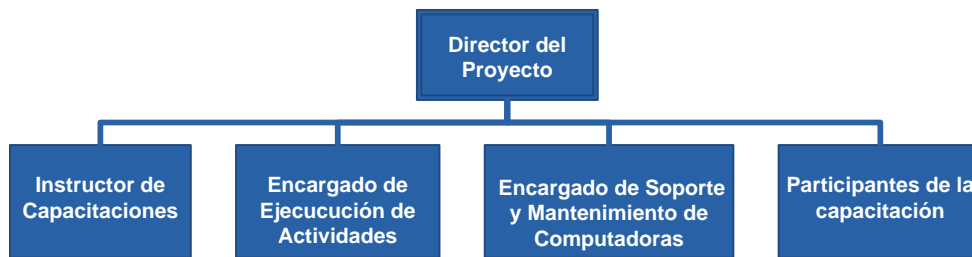 Director del
Proyecto
Instructor de
Capacitaciones
Encargado de
Ejecucución de
Actividades
Encargado de Soporte
y Mantenimiento de
Computadoras
Participantes de la
capacitación